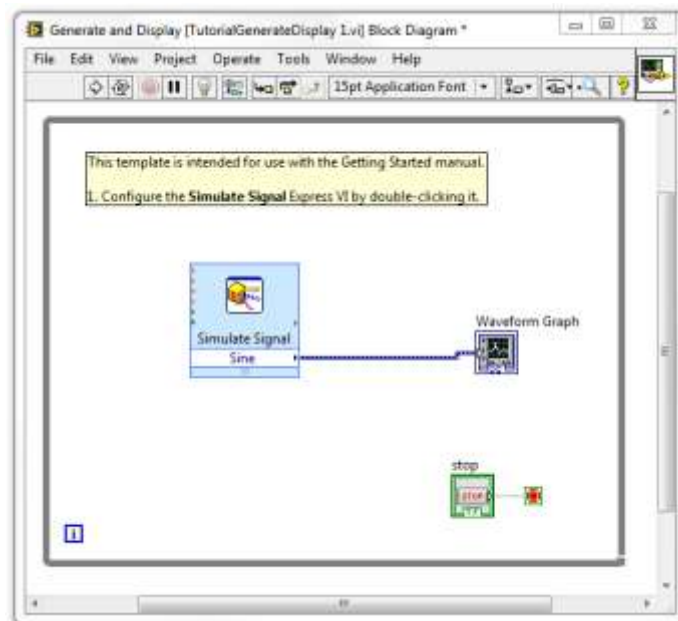 Generate and Display [TutorialGenerateDisplay 1.vi] Block Diagram *
File Edit View Project Operate Tools Window Help
15pt Application Font
This template is intended for use with the Getting Started manual.
1. Configure the Simulate Signal Express VI by double-clicking it.
Simulate Signal
Sine
Waveform Graph
stop
STOP
i